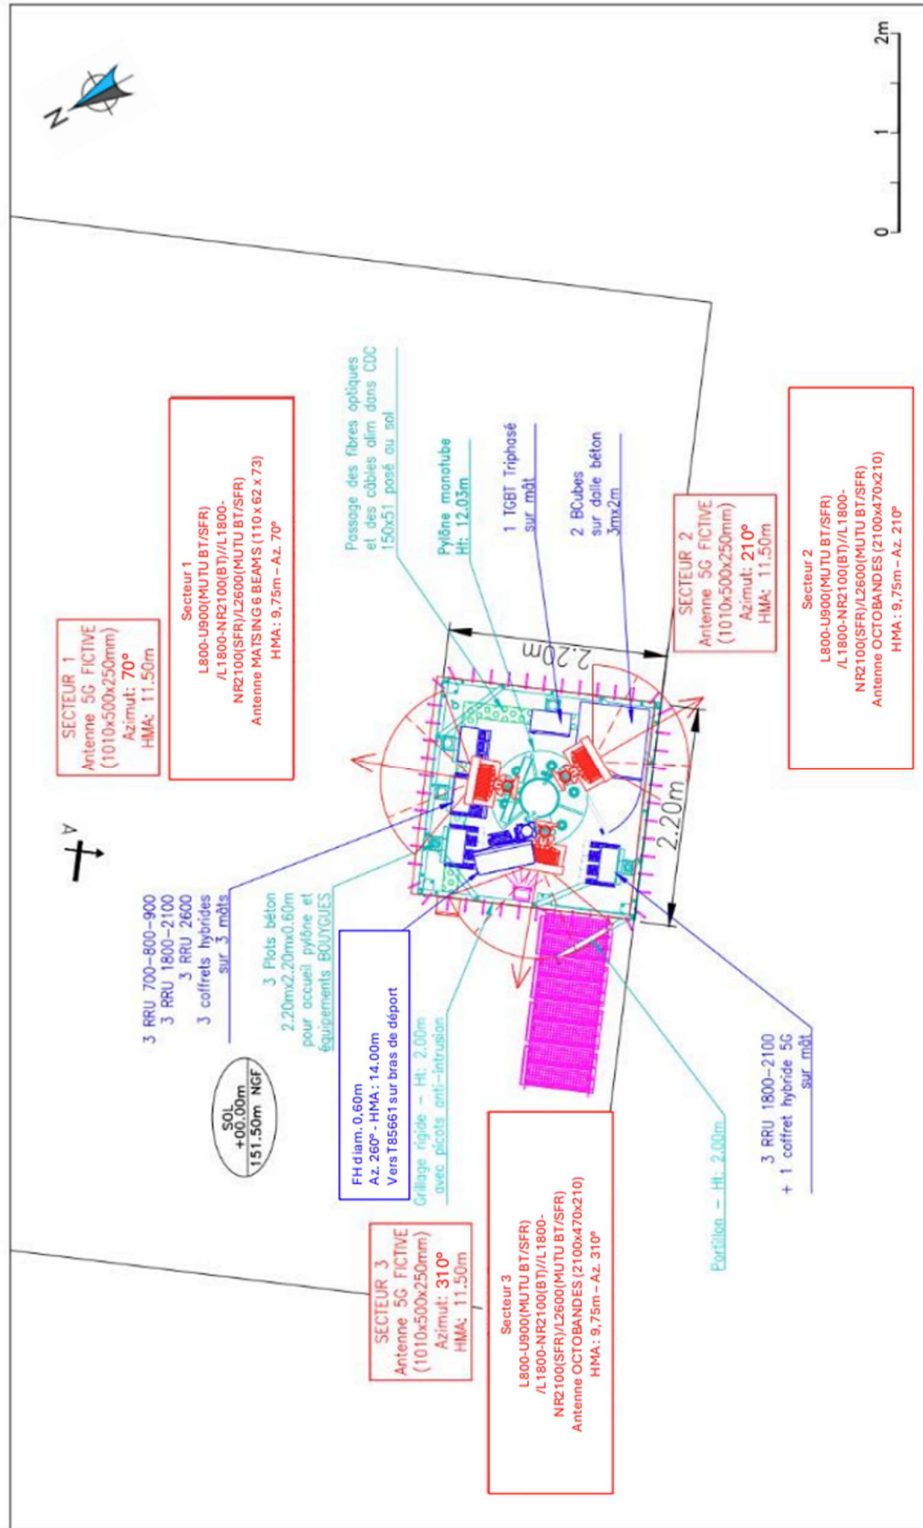 N
2m
1
0
SECTEUR 1
Antenne 5G FICTIVE
(1010x500x250mm)
Azimut: 70°
HMA: 11.50m
Secteur 1
L800-U900(MUTU BT/SFR)
/L1800-NR2100(BT)//L1800-
NR2100(SFR)/L2600(MUTU BT/SFR)
Antenne MATSING 6 BEAMS (110 x 62 x 73)
HMA : 9,75m – Az. 70°
Passage des fibres optiques
et des câbles alim dans CDC
150x51 posé au sol
Pylône monotube
Ht: 12.03m
1 TGBT Triphasé
sur mât
2 BCubes
sur dalle béton
3mx2m
SECTEUR 2
Antenne 5G FICTIVE
(1010x500x250mm)
Azimut: 210°
HMA: 11.50m
Secteur 2
L800-U900(MUTU BT/SFR)
/L1800-NR2100(BT)//L1800-
NR2100(SFR)/L2600(MUTU BT/SFR)
Antenne OCTOBANDES (2100x470x210)
HMA : 9,75m – Az. 210°
2.20m
2.20m
A
3 RRU 700-800-900
3 RRU 1800-2100
3 RRU 2600
3 coffrets hybrides
sur 3 mâts
3 Plots béton
2.20mx2.20mx0.60m
pour accueil pylône et
équipements BOUYGUES
SOL
+00.00m
151.50m NGF
FH diam. 0,60m
Az. 260° - HMA : 14.00m
Vers T85661 sur bras de déport
Grillage rigide – Ht: 2.00m
avec picots anti-intrusion
SECTEUR 3
Antenne 5G FICTIVE
(1010x500x250mm)
Azimut: 310°
HMA: 11.50m
Secteur 3
L800-U900(MUTU BT/SFR)
/L1800-NR2100(BT)//L1800-
NR2100(SFR)/L2600(MUTU BT/SFR)
Antenne OCTOBANDES (2100x470x210)
HMA : 9,75m – Az. 310°
Portillon – Ht: 2.00m
3 RRU 1800-2100
+ 1 coffret hybride 5G
sur mât